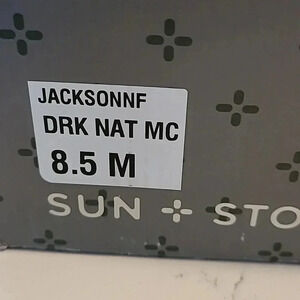 JACKSONNF
DRK NAT MC
8.5 M
SUN + STO